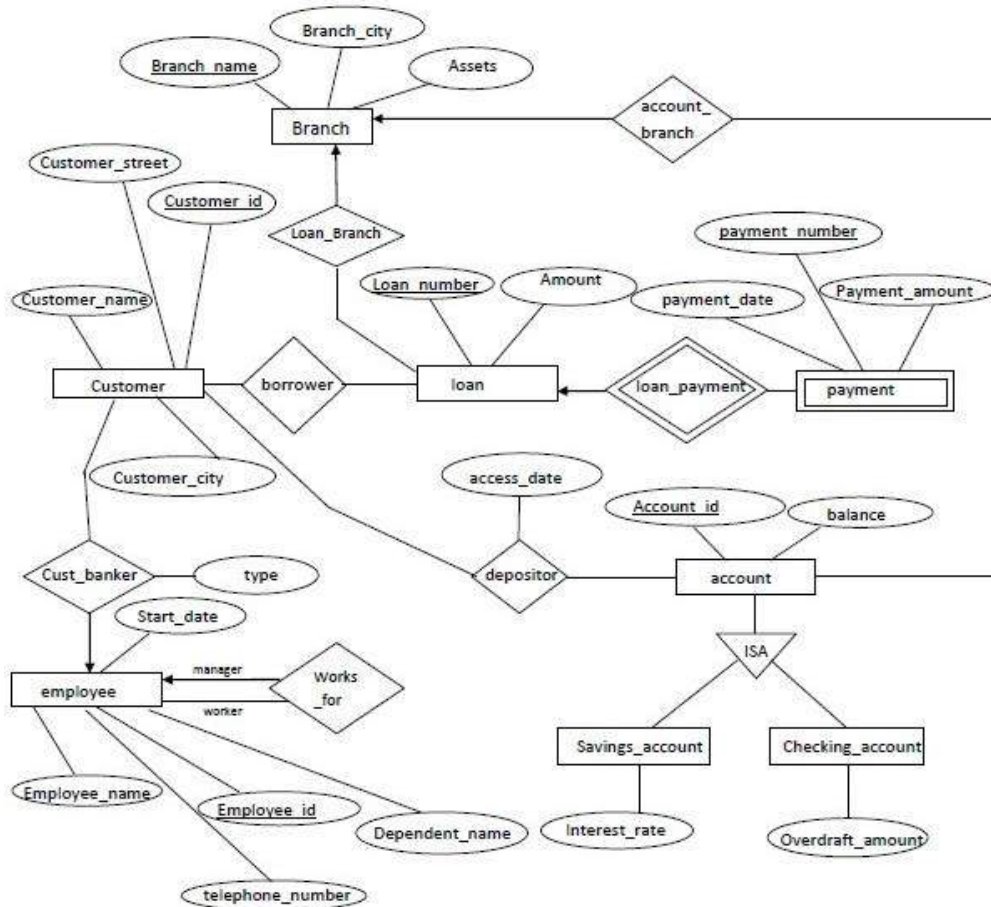 Branch_city
Branch_name
Assets
Branch
account_
branch
Customer_street
Customer_id
Loan_Branch
payment_number
Customer_name
Loan_number
Amount
payment_date
Payment_amount
Customer
borrower
loan
loan_payment
payment
Customer_city
access_date
Account_id
balance
Cust_banker
type
depositor
account
Start_date
ISA
employee
manager
worker
Works
_for
Savings_account
Checking_account
Employee_name
Employee_id
Dependent_name
Interest_rate
Overdraft_amount
telephone_number